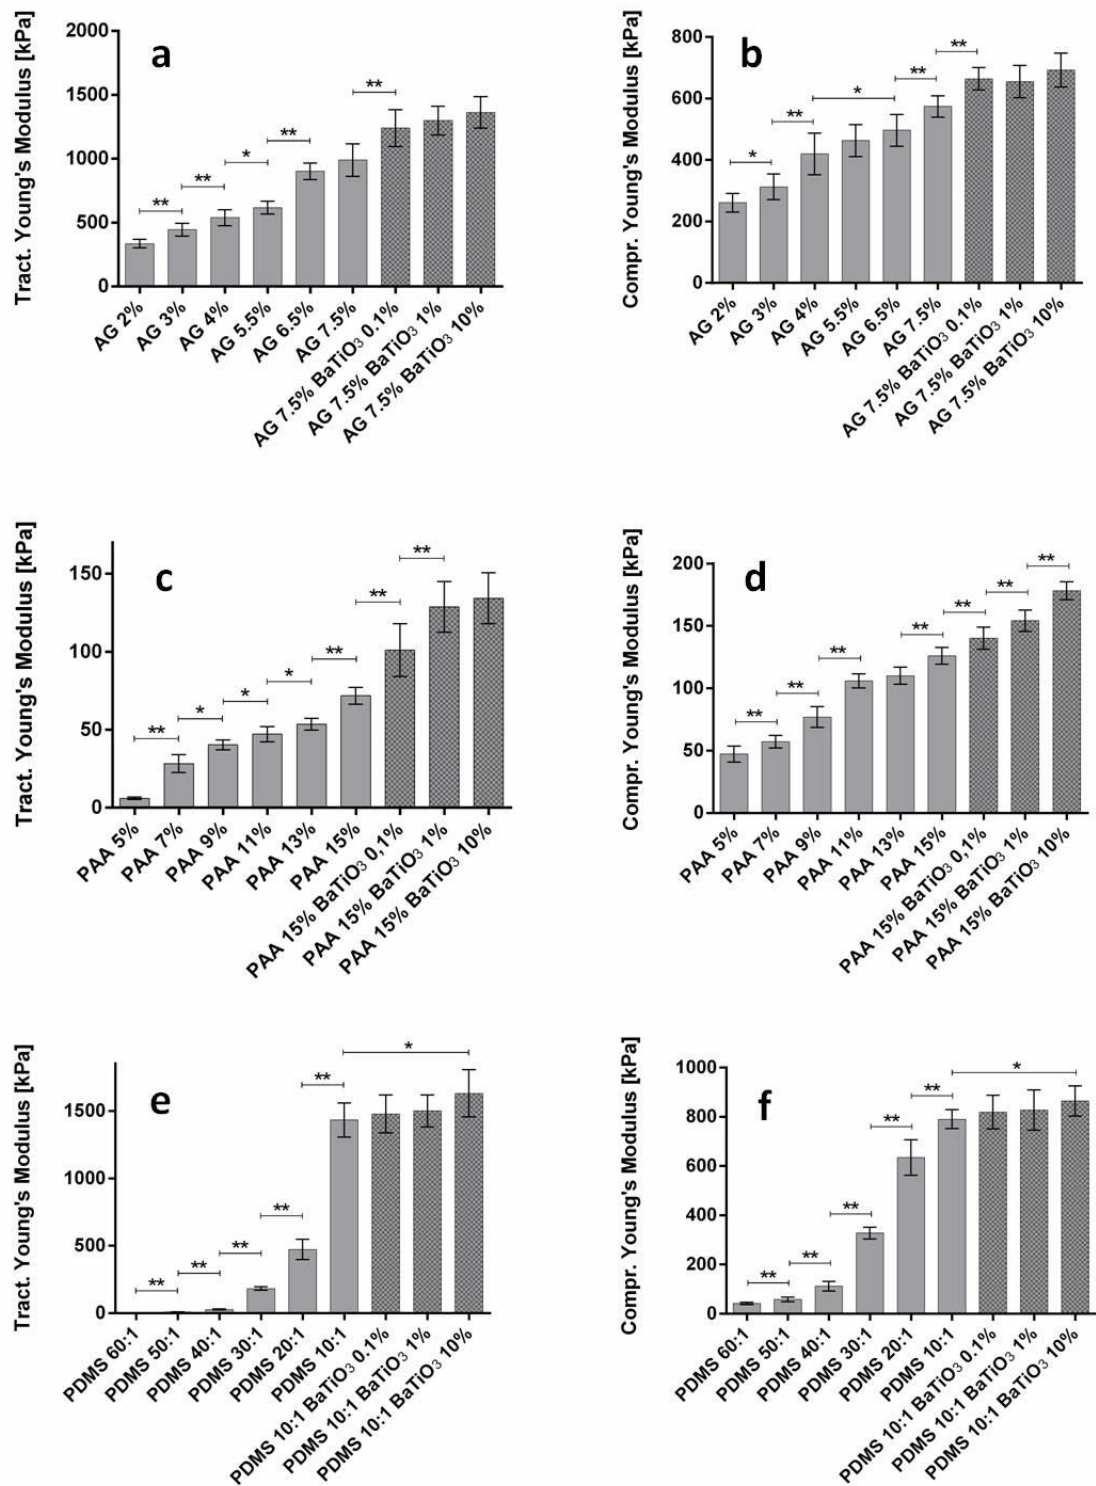 a
Tract. Young's Modulus [kPa]
2000
1500
1000
500
0
** ** * ** **
AG 2% AG 3% AG 4% AG 5.5% AG 6.5% AG 7.5% AG 7.5% BaTiO3 0.1% AG 7.5% BaTiO3 1% AG 7.5% BaTiO3 10%
b
Compr. Young's Modulus [kPa]
800
600
400
200
0
* ** * ** **
AG 2% AG 3% AG 4% AG 5.5% AG 6.5% AG 7.5% AG 7.5% BaTiO3 0.1% AG 7.5% BaTiO3 1% AG 7.5% BaTiO3 10%
c
Tract. Young's Modulus [kPa]
150
100
50
0
** * * * ** ** **
PAA 5% PAA 7% PAA 9% PAA 11% PAA 13% PAA 15% PAA 15% BaTiO3 0,1% PAA 15% BaTiO3 1% PAA 15% BaTiO3 10%
d
Compr. Young's Modulus [kPa]
200
150
100
50
0
** ** ** ** ** ** **
PAA 5% PAA 7% PAA 9% PAA 11% PAA 13% PAA 15% PAA 15% BaTiO3 0,1% PAA 15% BaTiO3 1% PAA 15% BaTiO3 10%
e
Tract. Young's Modulus [kPa]
1500
1000
500
0
** ** ** ** ** *
PDMS 60:1 PDMS 50:1 PDMS 40:1 PDMS 30:1 PDMS 20:1 PDMS 10:1 PDMS 10:1 BaTiO3 0.1% PDMS 10:1 BaTiO3 1% PDMS 10:1 BaTiO3 10%
f
Compr. Young's Modulus [kPa]
1000
800
600
400
200
0
** ** ** ** ** *
PDMS 60:1 PDMS 50:1 PDMS 40:1 PDMS 30:1 PDMS 20:1 PDMS 10:1 PDMS 10:1 BaTiO3 0.1% PDMS 10:1 BaTiO3 1% PDMS 10:1 BaTiO3 10%